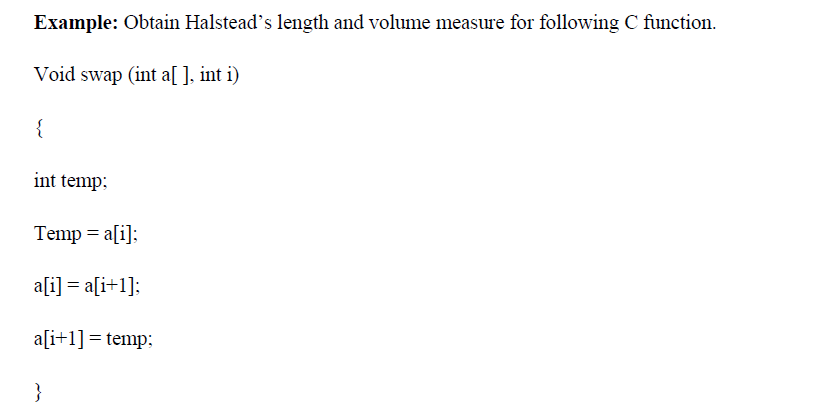 Example: Obtain Halstead’s length and volume measure for following C function.
Void swap (int a[ ], int i)
{
int temp;
Temp = a[i];
a[i] = a[i+1];
a[i+1] = temp;
}